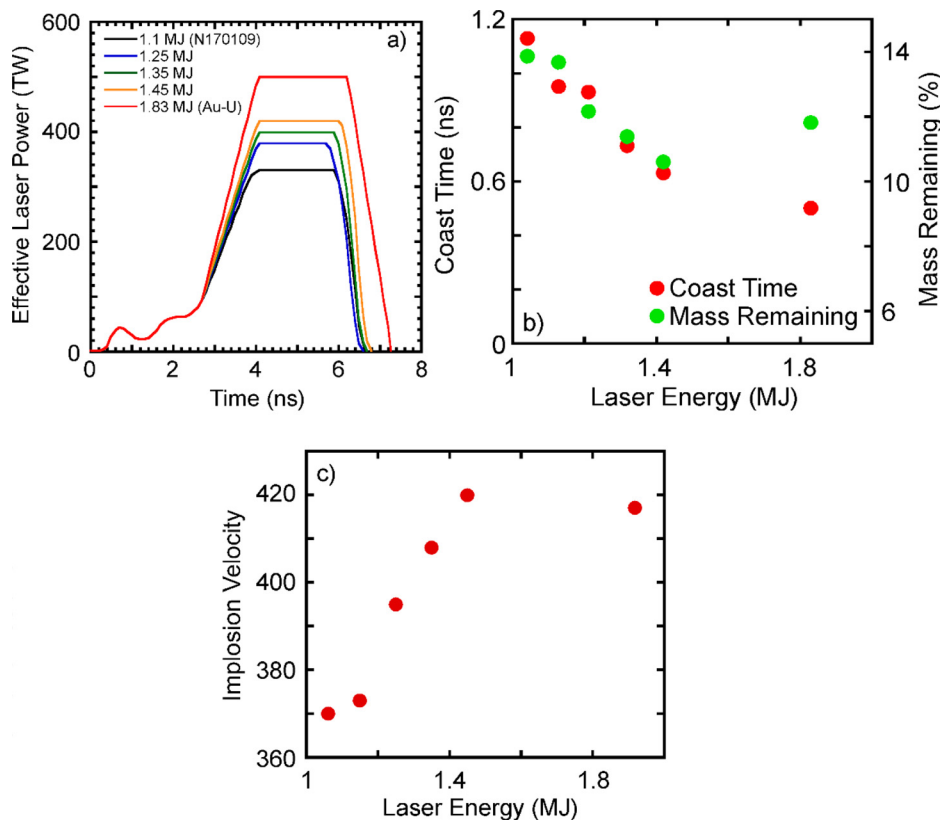 600
400
200
0
Effective Laser Power (TW)
a)
1.1 MJ (N170109)
1.25 MJ
1.35 MJ
1.45 MJ
1.83 MJ (Au-U)
0 2 4 6 8
Time (ns)
1.2
0.6
0
Coast Time (ns)
14
10
6
Mass Remaining (%)
Coast Time
Mass Remaining
b)
1 1.4 1.8
Laser Energy (MJ)
c)
420
400
380
360
Implosion Velocity
1 1.4 1.8
Laser Energy (MJ)